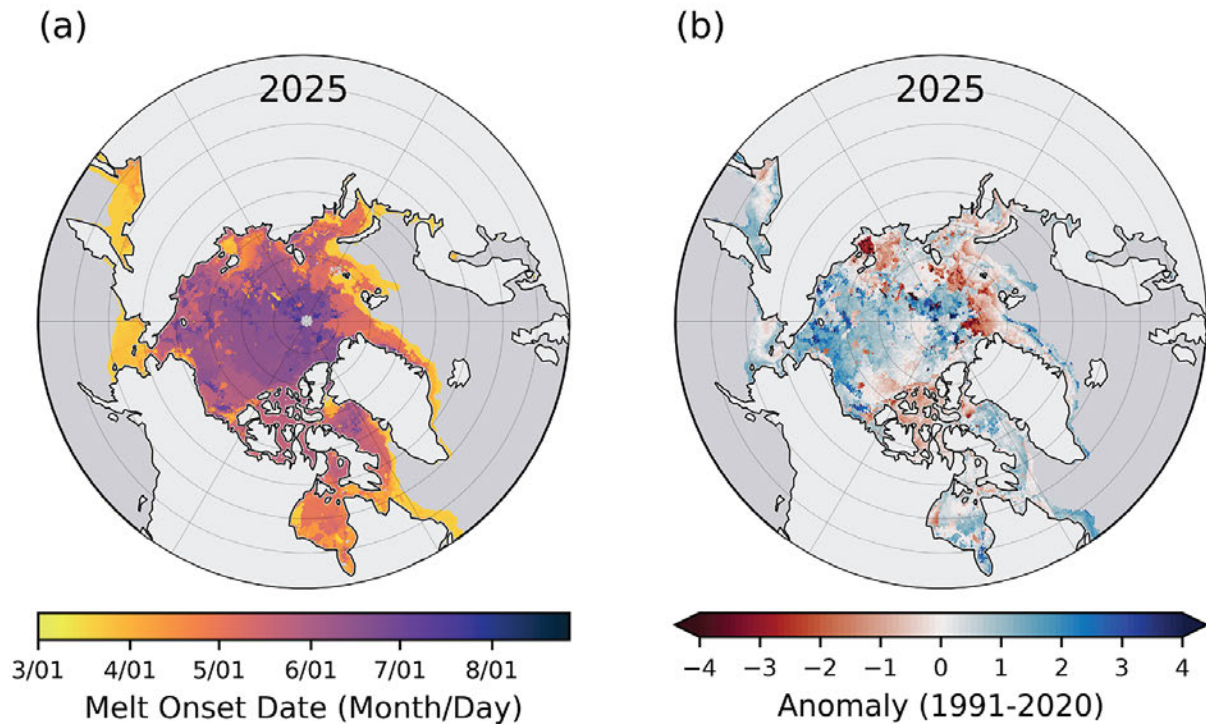 (a)
(b)
2025
2025
3/01 4/01 5/01 6/01 7/01 8/01
−4 −3 −2 −1 0 1 2 3 4
Melt Onset Date (Month/Day)
Anomaly (1991-2020)